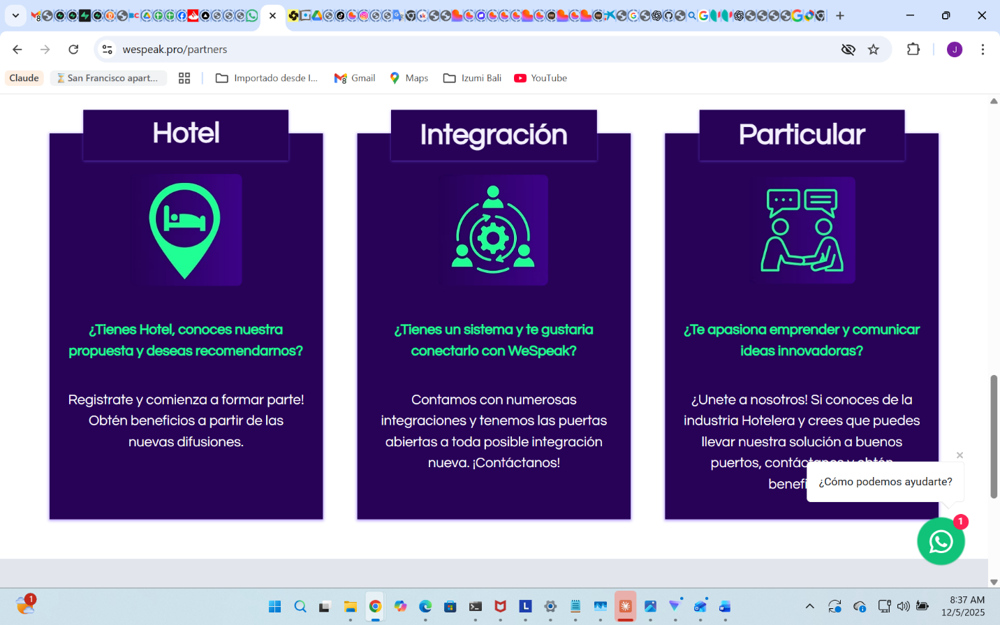 wespeak.pro/partners
J
Claude
⌛San Francisco apart...
Importado desde I...
Gmail
Maps
Izumi Bali
YouTube
Hotel
¿Tienes Hotel, conoces nuestra
propuesta y deseas recomendarnos?
Registrate y comienza a formar parte!
Obtén beneficios a partir de las
nuevas difusiones.
Integración
¿Tienes un sistema y te gustaria
conectarlo con WeSpeak?
Contamos con numerosas
integraciones y tenemos las puertas
abiertas a toda posible integración
nueva. ¡Contáctanos!
Particular
¿Te apasiona emprender y comunicar
ideas innovadoras?
¿Unete a nosotros! Si conoces de la
industria Hotelera y crees que puedes
llevar nuestra solución a buenos
puertos,
¿Cómo podemos ayudarte?
1
1
8:37 AM
12/5/2025